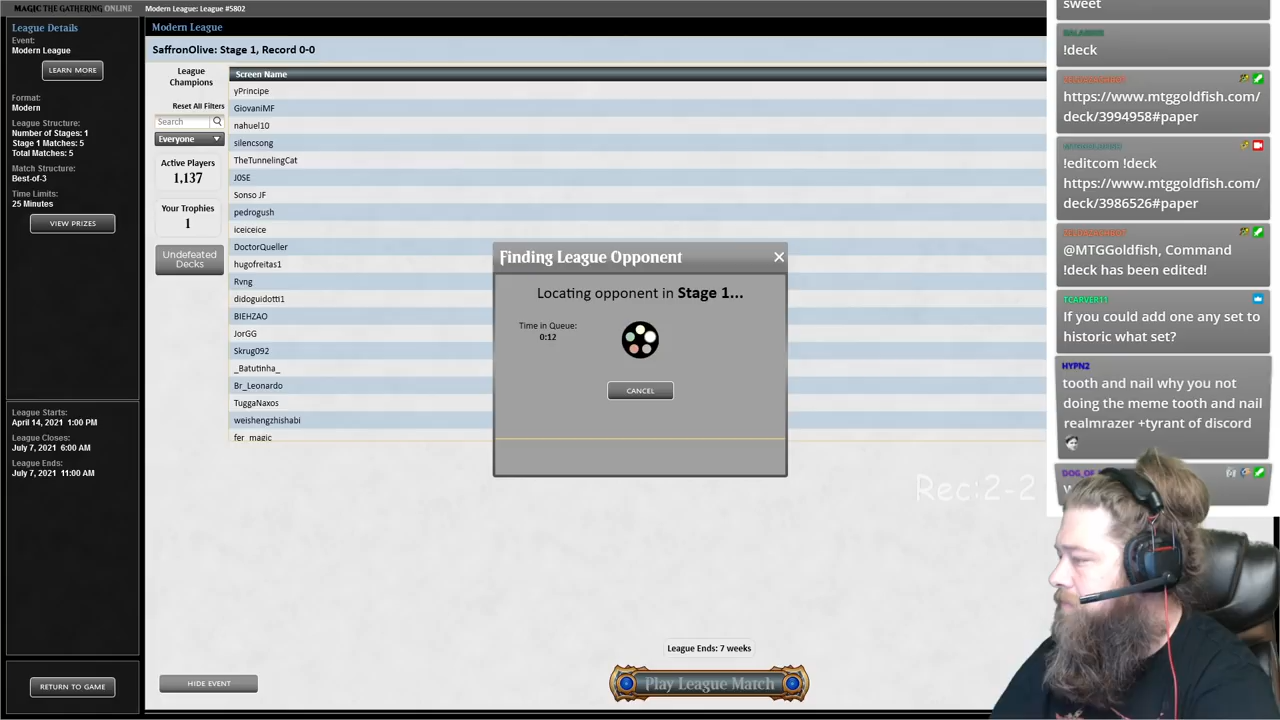 MAGIC THE GATHERING ONLINE
Modern League: League #5802
League Details
Event:
Modern League
LEARN MORE
Format:
Modern
League Structure:
Number of Stages: 1
Stage 1 Matches: 5
Total Matches: 5
Match Structure:
Best-of-3
Time Limits:
25 Minutes
VIEW PRIZES
League Starts:
April 14, 2021 1:00 PM
League Closes:
July 7, 2021 6:00 AM
League Ends:
July 7, 2021 11:00 AM
RETURN TO GAME
Modern League
SaffronOlive: Stage 1, Record 0-0
League
Champions
Reset All Filters
Search
Everyone
Active Players
1,137
Your Trophies
1
Undefeated
Decks
HIDE EVENT
Screen Name
yPrincipe
GiovaniMF
nahuel10
silencsong
TheTunnelingCat
J0SE
Sonso JF
pedrogush
iceiceice
DoctorQueller
hugofreitas1
Rvng
didoguidotti1
BIEHZAO
JorGG
Skrug092
_Batutinha_
Br_Leonardo
TuggaNaxos
weishengzhishabi
fer_magic
Finding League Opponent
Locating opponent in Stage 1...
Time in Queue:
0:12
CANCEL
Rec:2-2
League Ends: 7 weeks
Play League Match
sweet
!deck
https://www.mtggoldfish.com/
deck/3994958#paper
MTGGOLDFISH
!editcom !deck
https://www.mtggoldfish.com/
deck/3986526#paper
@MTGGoldfish, Command
!deck has been edited!
TCARVER11
If you could add one any set to
historic what set?
HYPN2
tooth and nail why you not
doing the meme tooth and nail
realmrazer +tyrant of discord